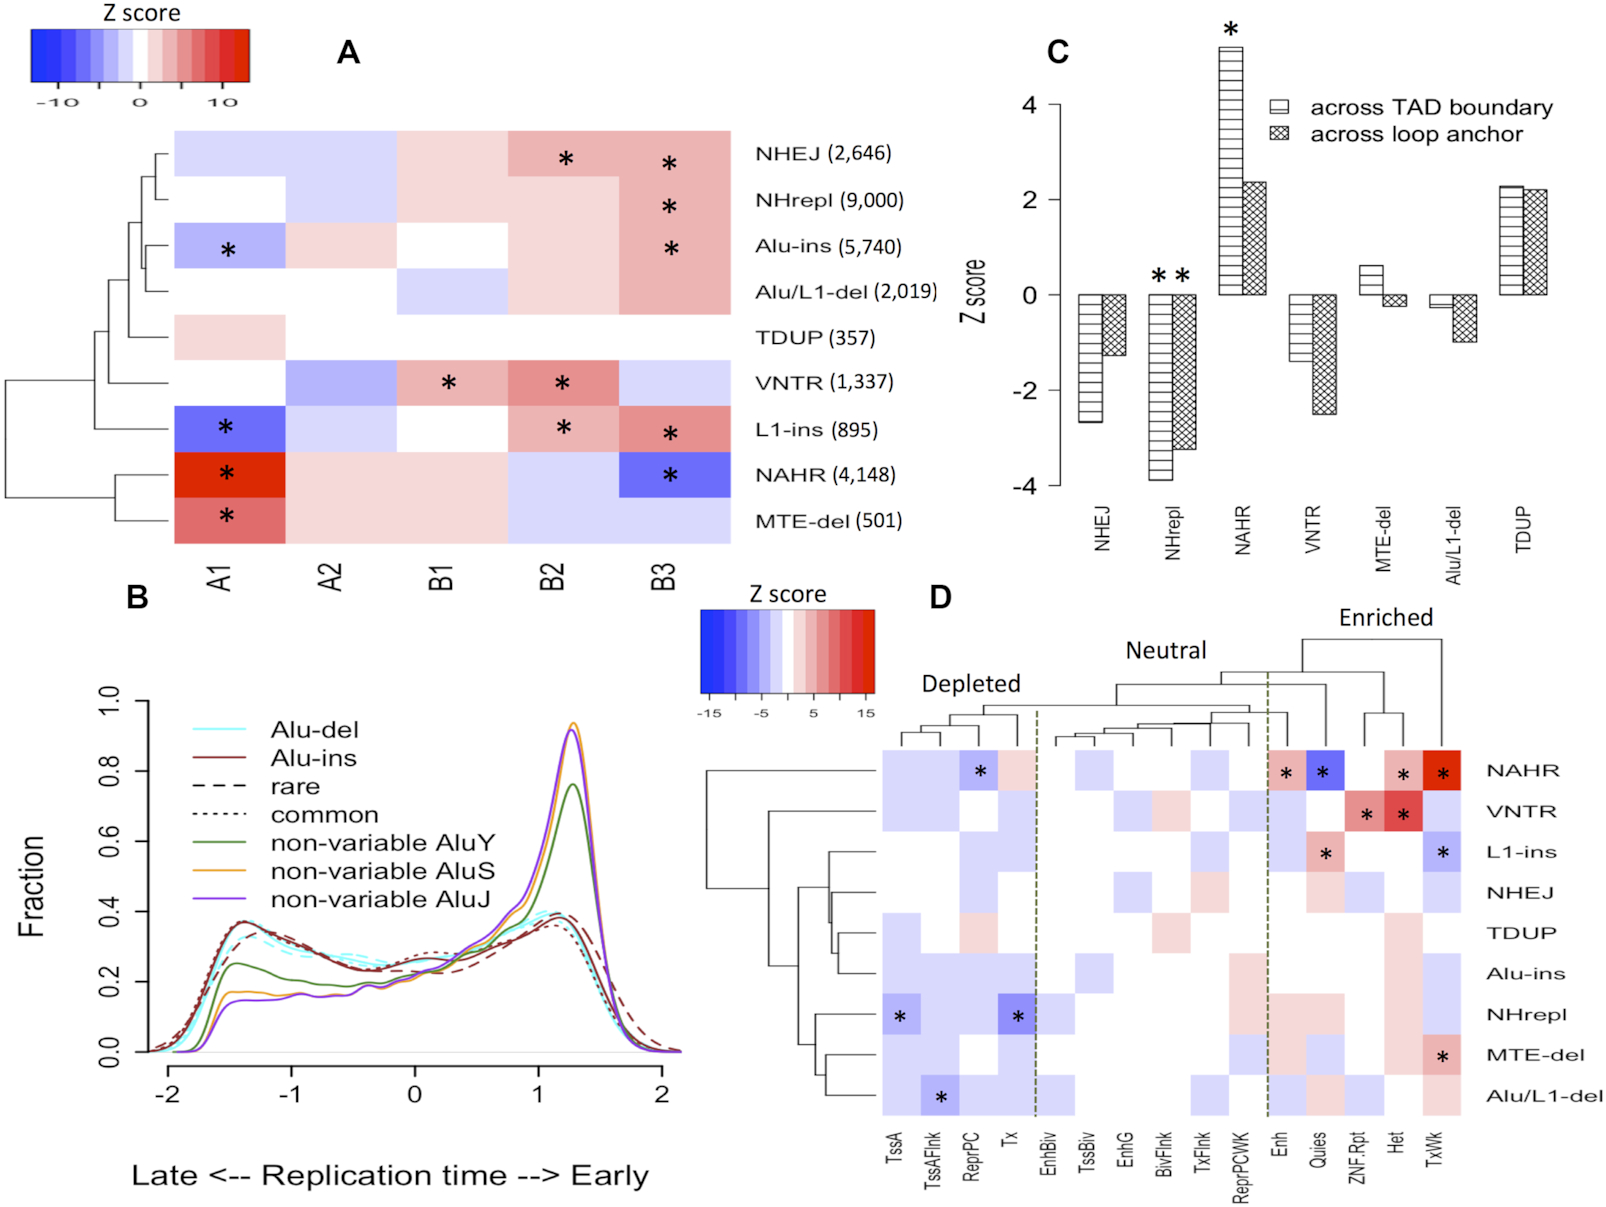 Z score
-10 0 10
A
NHEJ (2,646)
NHrepl (9,000)
Alu-ins (5,740)
Alu/L1-del (2,019)
TDUP (357)
VNTR (1,337)
L1-ins (895)
NAHR (4,148)
MTE-del (501)
* *
*
* *
* *
* * *
* *
*
A1 A2 B1 B2 B3
C
*
* *
across TAD boundary
across loop anchor
Z score
4
2
0
-2
-4
NHEJ NHrepl NAHR VNTR MTE-del Alu/L1-del TDUP
B
Alu-del
Alu-ins
rare
common
non-variable AluY
non-variable AluS
non-variable AluJ
Fraction
1.0
0.8
0.6
0.4
0.2
0.0
-2 -1 0 1 2
Late <-- Replication time --> Early
Z score
-15 -5 5 15
D
Depleted
Neutral
Enriched
* * * * * NAHR
* * VNTR
* * L1-ins
NHEJ
TDUP
Alu-ins
* * NHrepl
* MTE-del
* Alu/L1-del
TssA TssAFlnk ReprPC Tx EnhBiv TssBiv EnhG BivFlnk TxFlnk ReprPCWK Enh Quies ZNF.Rpt Het TxWk